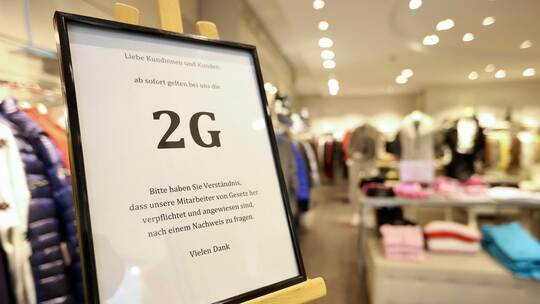 Liebe Kundinnen und Kunden,
ab sofort gelten bei uns die
2G
Bitte haben Sie Verständnis,
dass unsere Mitarbeiter von Gesetz her
verpflichtet und angewiesen sind,
nach einem Nachweis zu fragen.
Vielen Dank